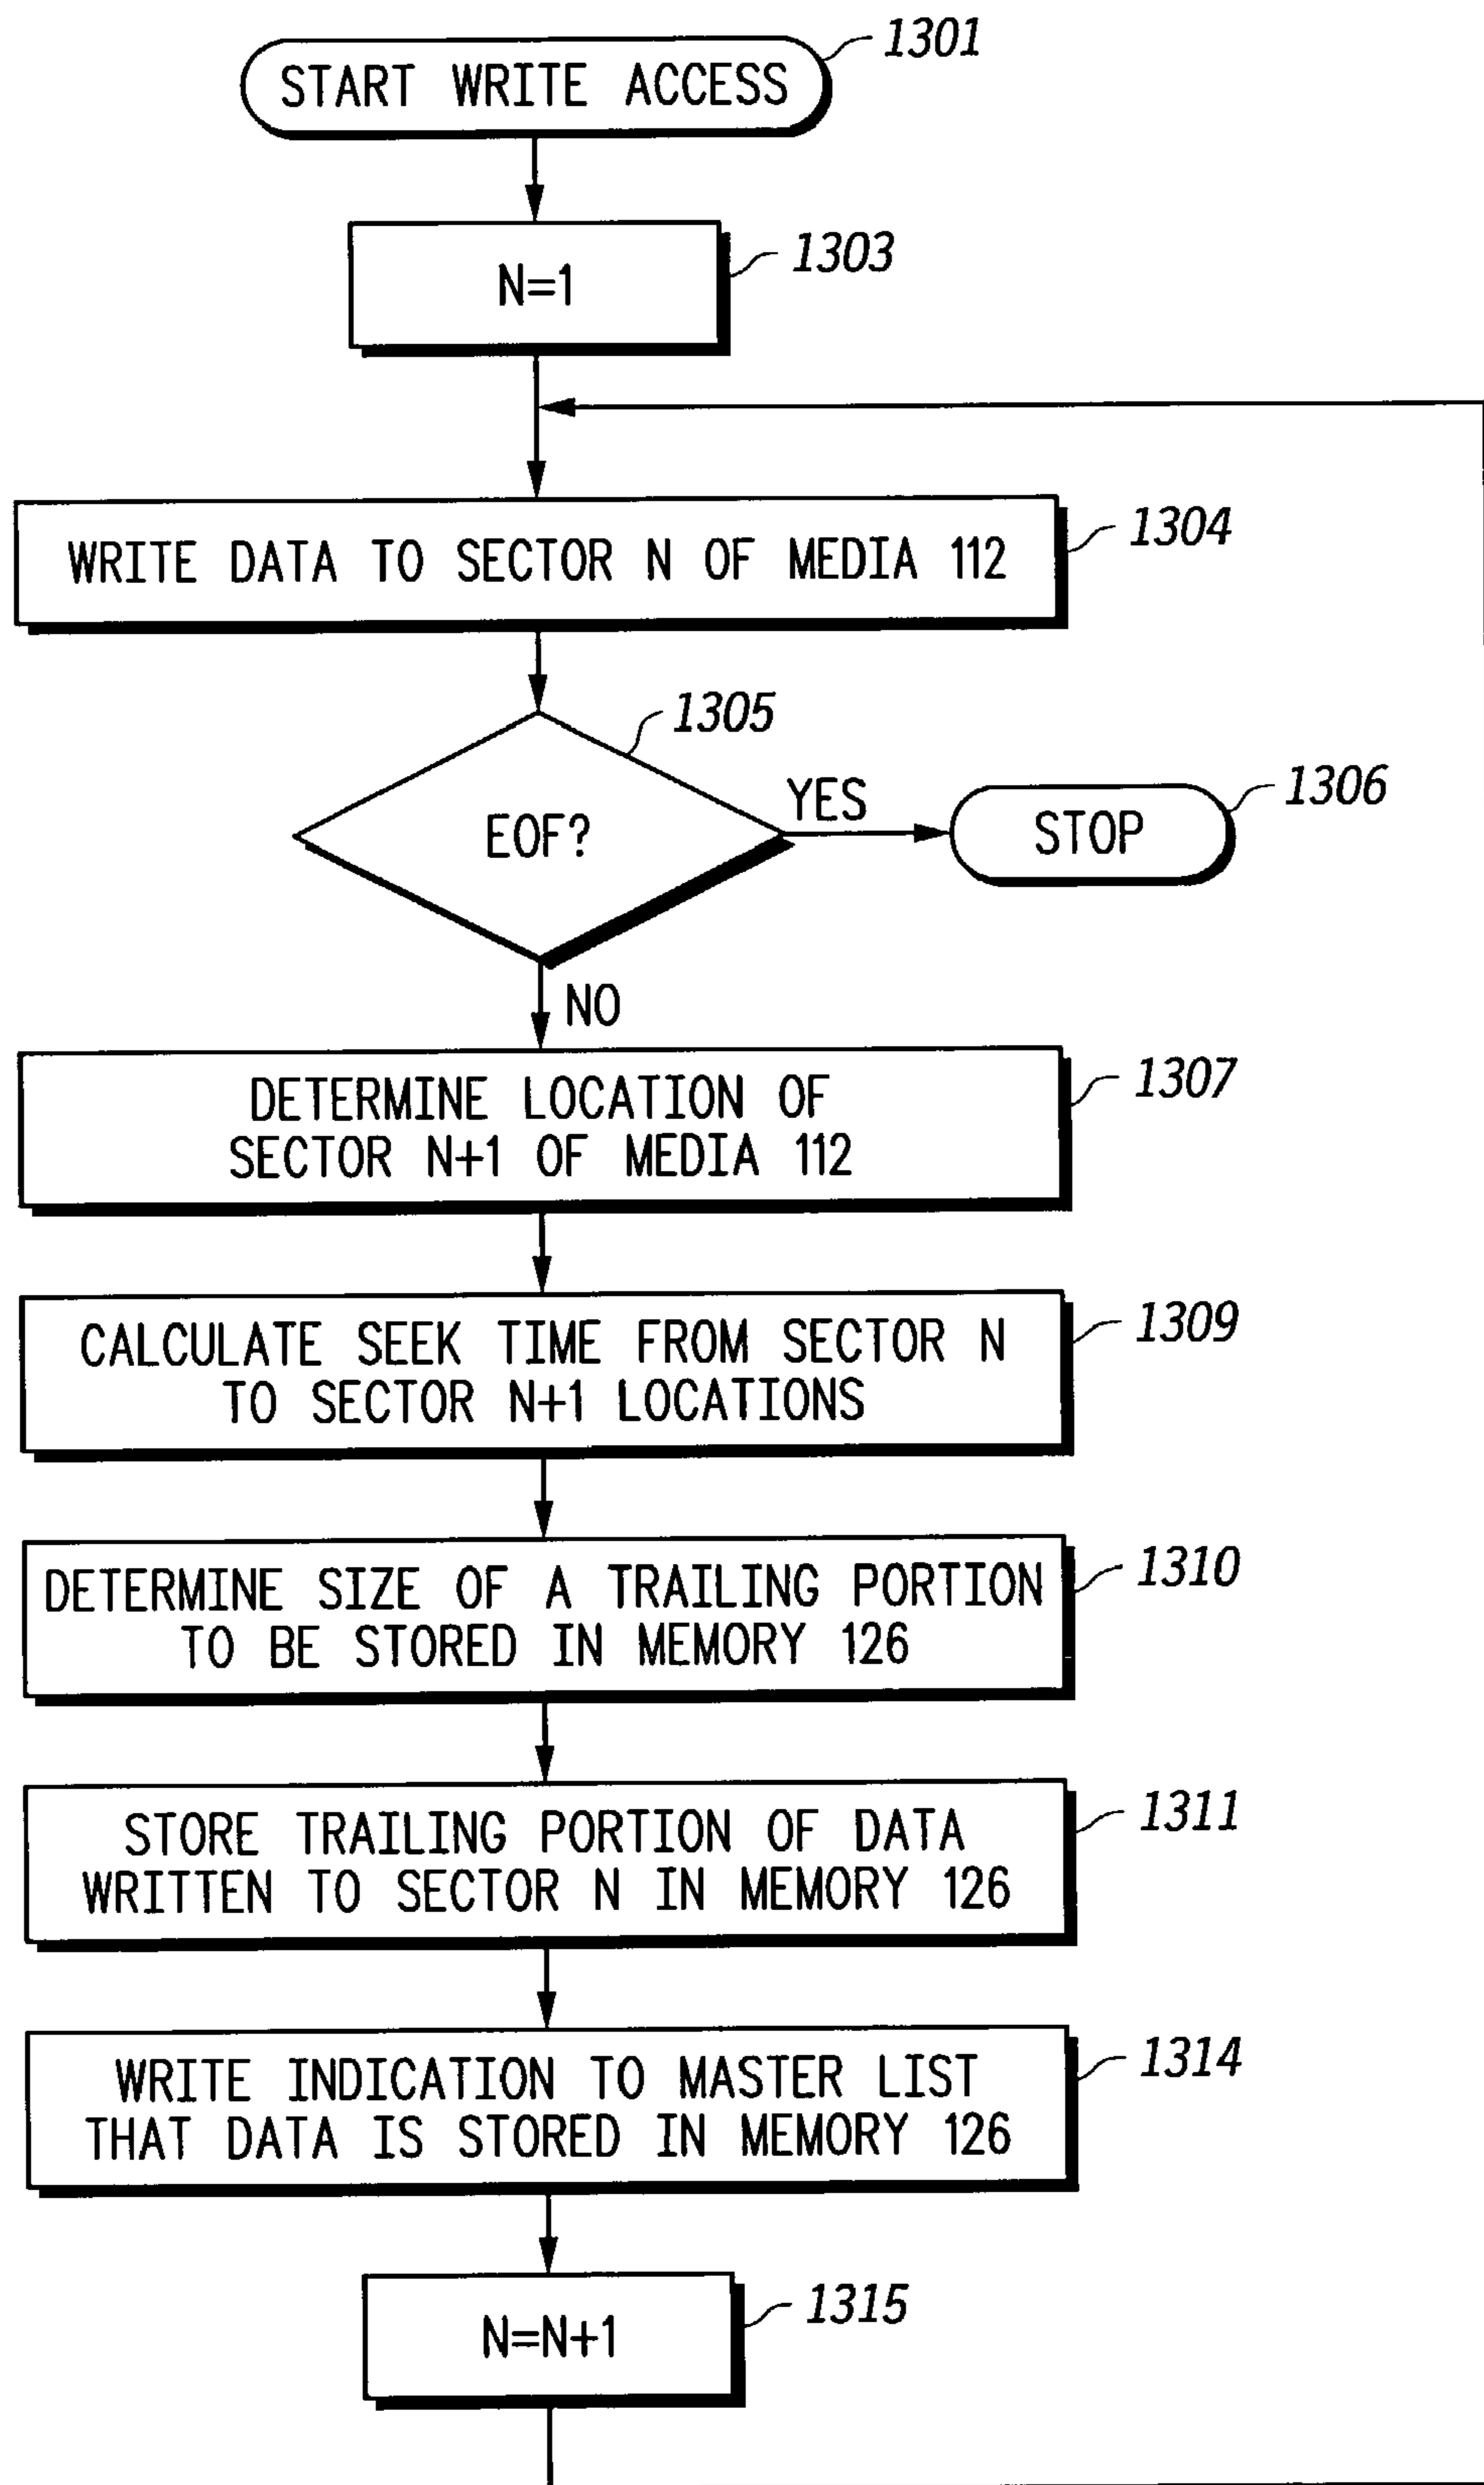 1301
START WRITE ACCESS
1303
N=1
1304
WRITE DATA TO SECTOR N OF MEDIA 112
1305
EOF?
YES
1306
STOP
NO
1307
DETERMINE LOCATION OF
SECTOR N+1 OF MEDIA 112
1309
CALCULATE SEEK TIME FROM SECTOR N
TO SECTOR N+1 LOCATIONS
1310
DETERMINE SIZE OF A TRAILING PORTION
TO BE STORED IN MEMORY 126
1311
STORE TRAILING PORTION OF DATA
WRITTEN TO SECTOR N IN MEMORY 126
1314
WRITE INDICATION TO MASTER LIST
THAT DATA IS STORED IN MEMORY 126
1315
N=N+1